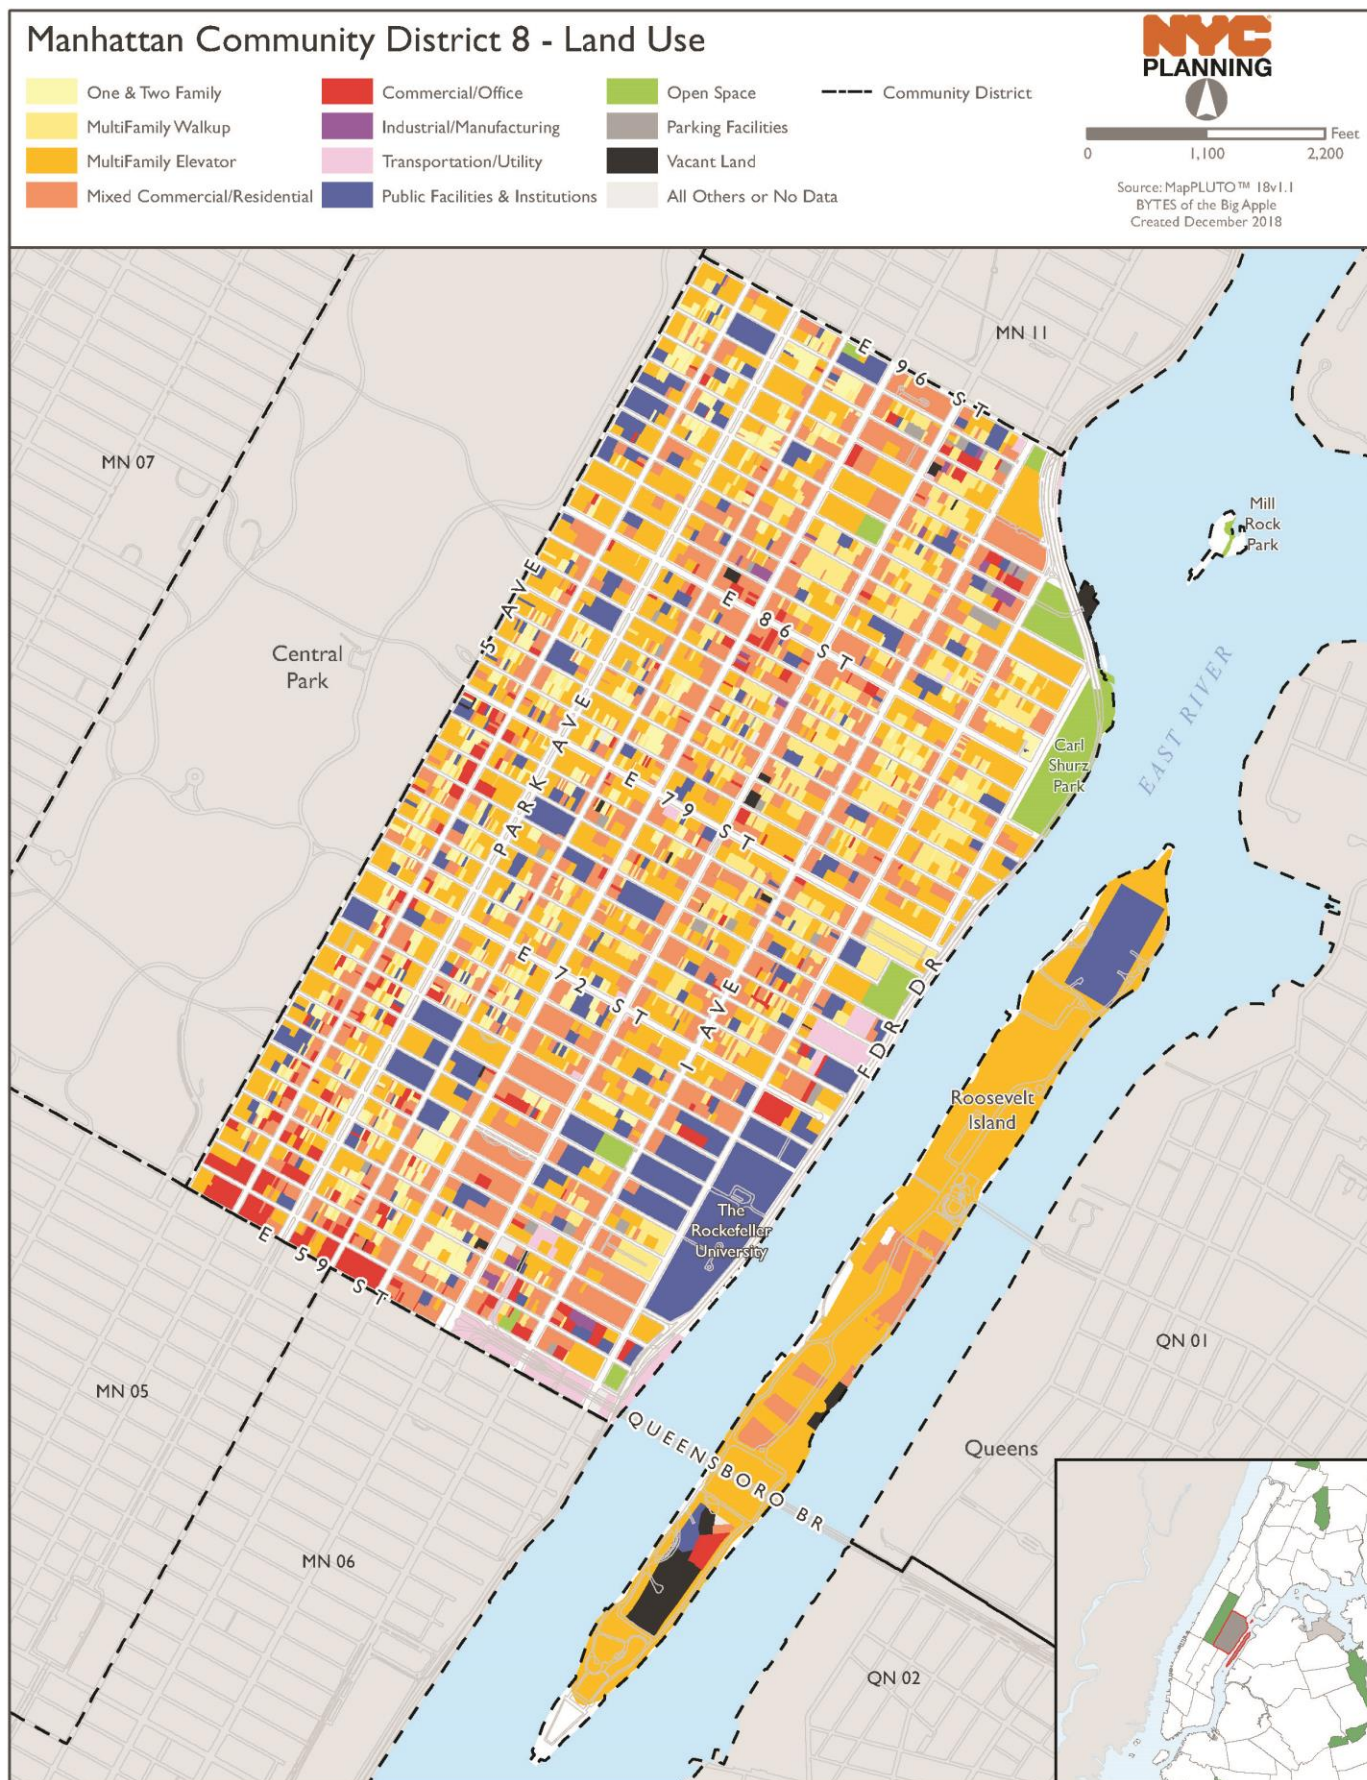 Manhattan Community District 8 - Land Use
One & Two Family
MultiFamily Walkup
MultiFamily Elevator
Mixed Commercial/Residential
Commercial/Office
Industrial/Manufacturing
Transportation/Utility
Public Facilities & Institutions
Open Space
Parking Facilities
Vacant Land
All Others or No Data
Community District
NYC
PLANNING
Feet
0 1,100 2,200
Source: MapPLUTO™ 18v1.1
BYTES of the Big Apple
Created December 2018
MN 11
E 96 ST
MN 07
Mill
Rock
Park
5 AVE
E 86 ST
Central
Park
EAST RIVER
PARK AVE
Carl
Shurz
Park
E 79 ST
E 72 ST
1 AVE
FDR DR
Roosevelt
Island
The
Rockefeller
University
E 59 ST
QN 01
MN 05
QUEENSBORO BR
Queens
MN 06
QN 02